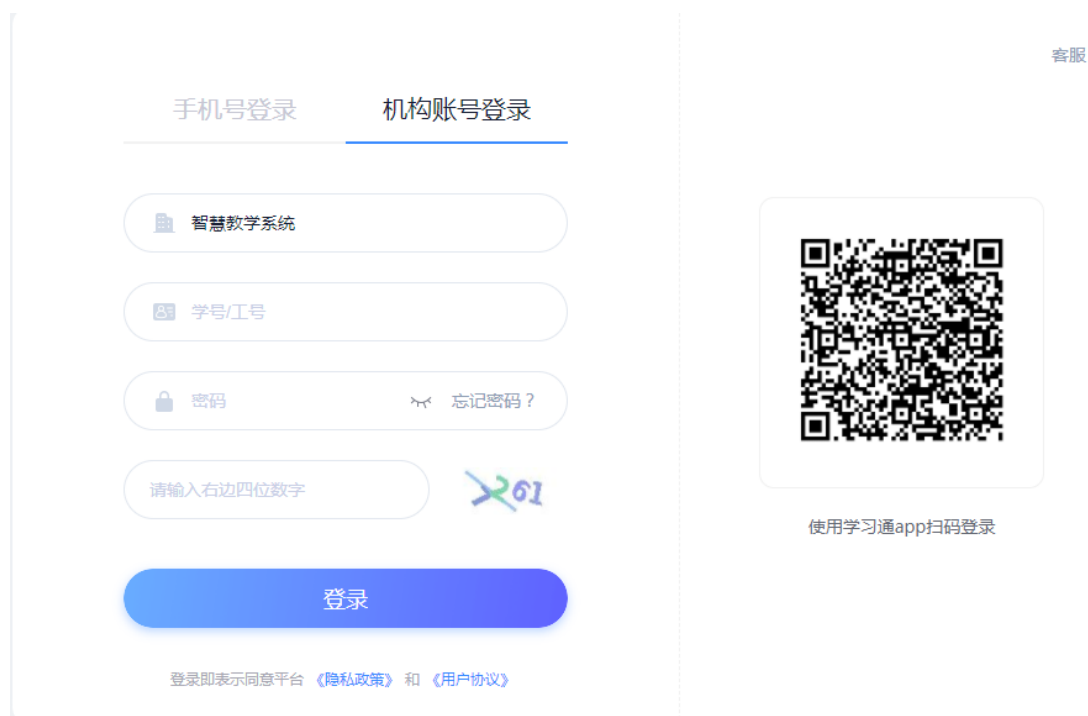 客服
手机号登录 机构账号登录
智慧教学系统
学号/工号
密码 忘记密码？
请输入右边四位数字
登录
登录即表示同意平台 《隐私政策》 和 《用户协议》
使用学习通app扫码登录